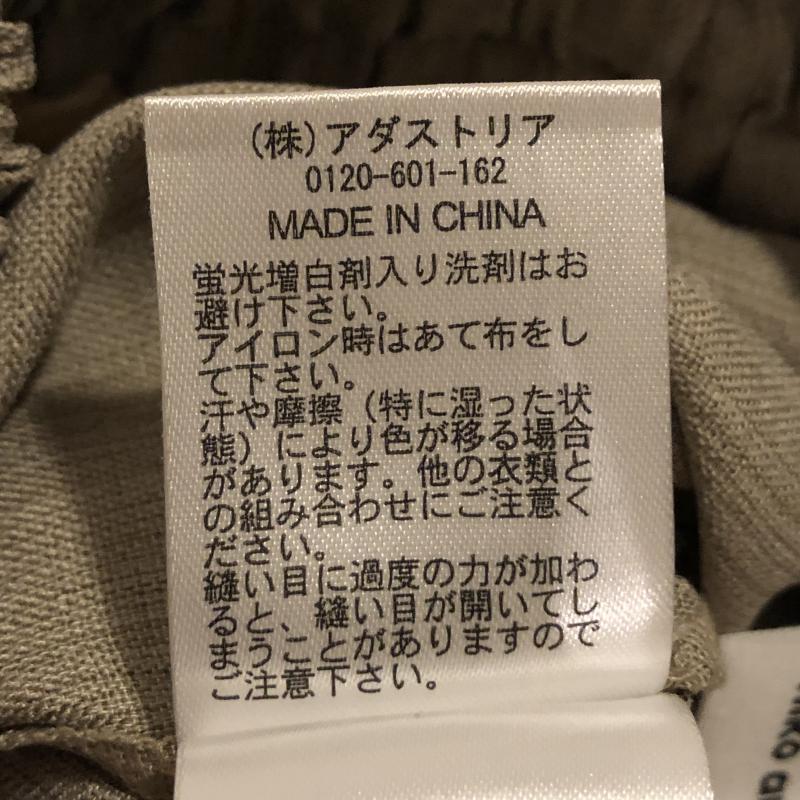 (株)アダストリア
0120-601-162
MADE IN CHINA
蛍光増白剤入り洗剤はお
避け下さい。
アイロン時はあて布をし
て下さい。
汗や摩擦(特に湿った状
態)により色が移る場合
があります。他の衣類と
の組み合わせにご注意く
ださい。
縫い目に過度の力が加わ
ると、縫い目が開いてし
まうことがありますので
ご注意下さい。